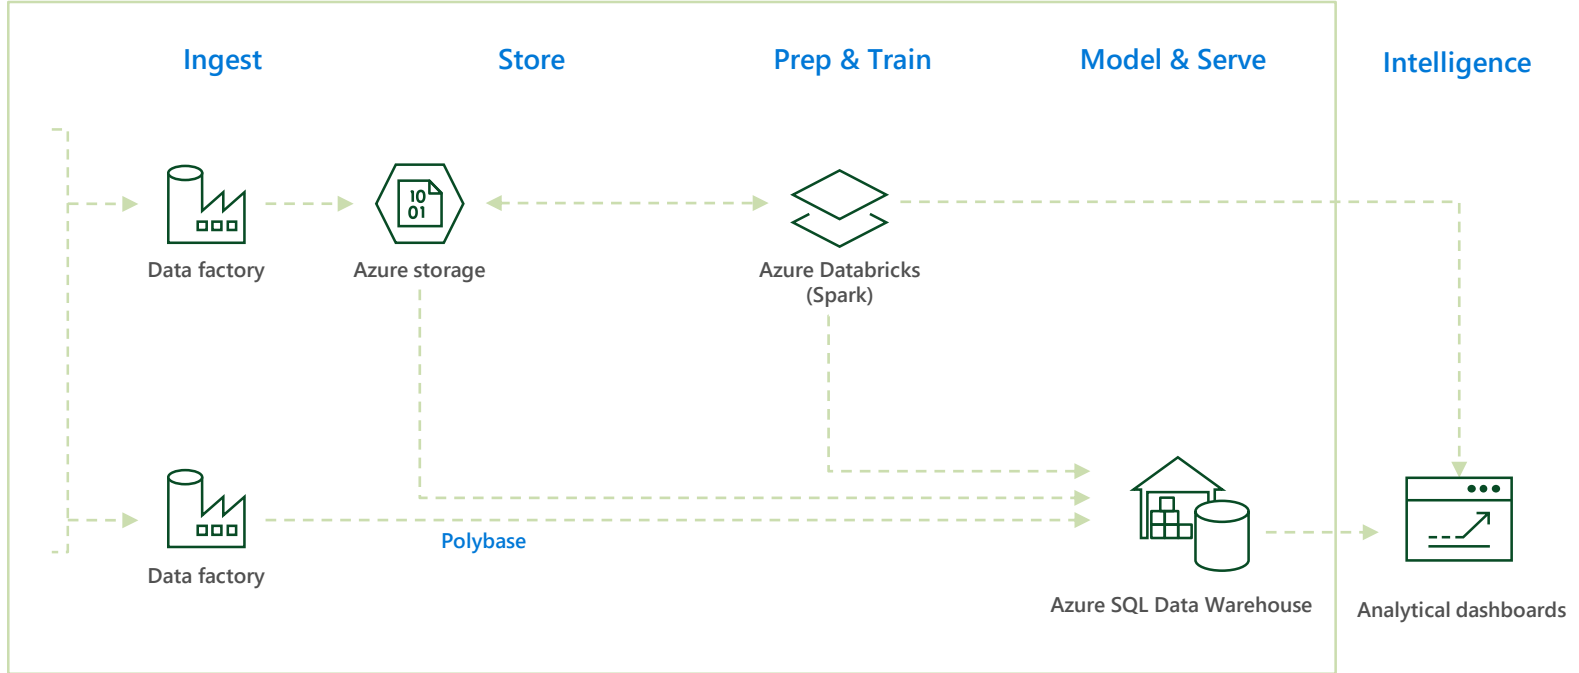 Ingest
Store
Prep & Train
Model & Serve
Intelligence
10
01
Data factory
Azure storage
Azure Databricks
(Spark)
Polybase
Data factory
Azure SQL Data Warehouse
Analytical dashboards